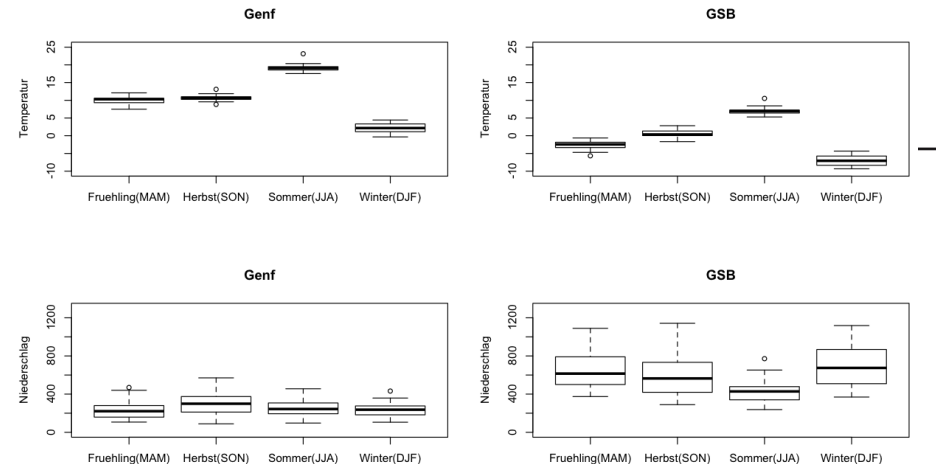 Genf
Temperatur
25
15
5
0
-10
Fruehling(MAM) Herbst(SON) Sommer(JJA) Winter(DJF)
GSB
Temperatur
25
15
5
0
-10
Fruehling(MAM) Herbst(SON) Sommer(JJA) Winter(DJF)
Genf
Niederschlag
1200
800
400
0
Fruehling(MAM) Herbst(SON) Sommer(JJA) Winter(DJF)
GSB
Niederschlag
1200
800
400
0
Fruehling(MAM) Herbst(SON) Sommer(JJA) Winter(DJF)